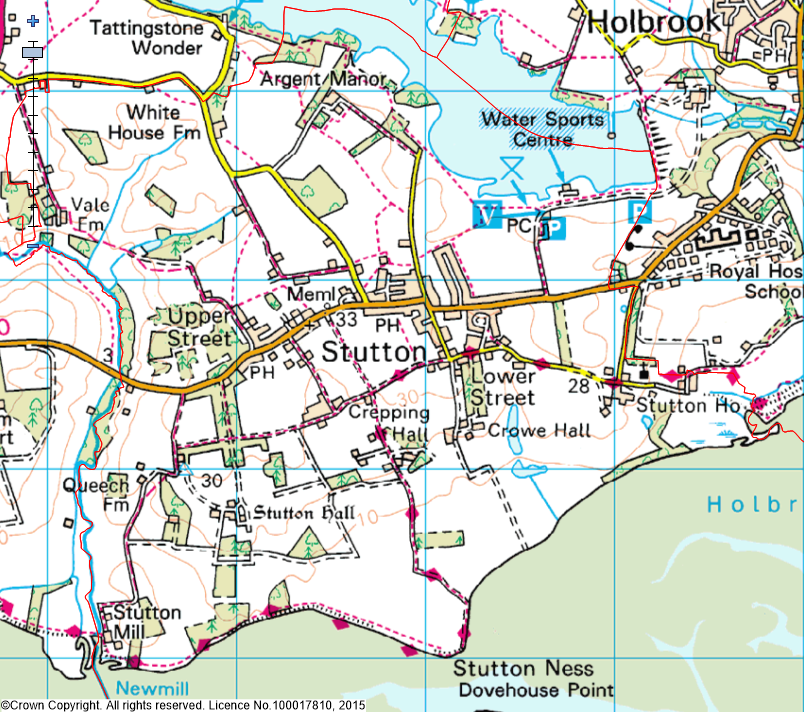 Tattingstone
Wonder
Holbrook
PH
Argent Manor
White
House Fm
Water Sports
Centre
Vale
Fm
V
P
P
PC
Royal Hos
School
Meml
33
PH
Upper
Street
Stutton
3
PH
Lower
Street
28
30
Stutton Ho
Crepping
Hall
Crowe Hall
m
rt
30
Queech
Fm
Stutton Hall
10
Holbr
Stutton
Mill
Stutton Ness
Dovehouse Point
Newmill
©Crown Copyright. All rights reserved. Licence No.100017810, 2015